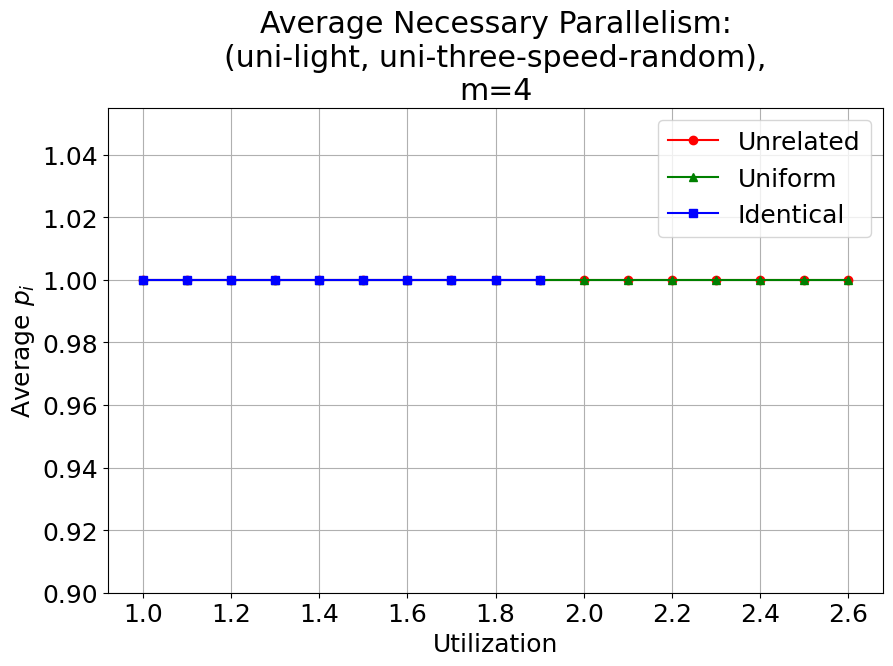 Average Necessary Parallelism:
(uni-light, uni-three-speed-random),
m=4
Unrelated
Uniform
Identical
Average p_i
1.04
1.02
1.00
0.98
0.96
0.94
0.92
0.90
1.0 1.2 1.4 1.6 1.8 2.0 2.2 2.4 2.6
Utilization